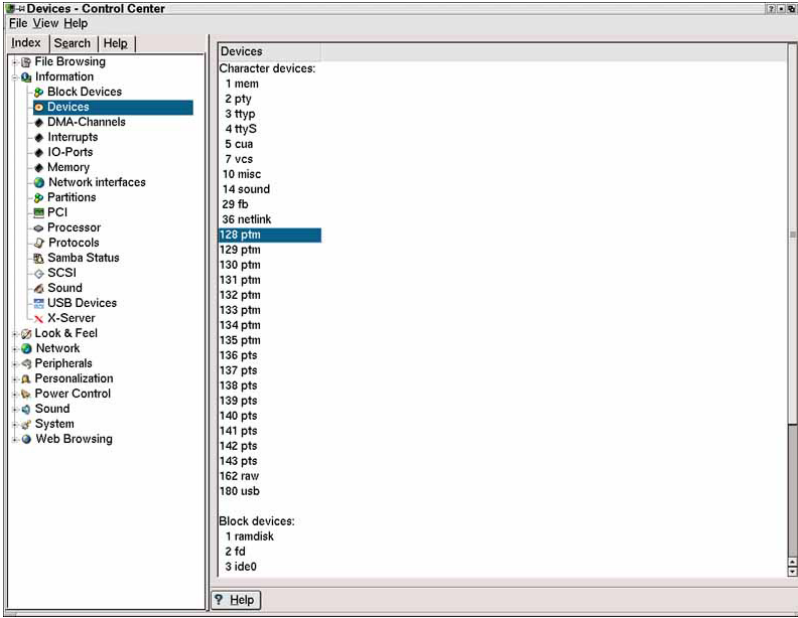 Devices - Control Center
File View Help
Index Search Help
File Browsing
Information
Block Devices
Devices
DMA-Channels
Interrupts
IO-Ports
Memory
Network interfaces
Partitions
PCI
Processor
Protocols
Samba Status
SCSI
Sound
USB Devices
X-Server
Look & Feel
Network
Peripherals
Personalization
Power Control
Sound
System
Web Browsing
Devices
Character devices:
1 mem
2 pty
3 ttyp
4 ttyS
5 cua
7 vcs
10 misc
14 sound
29 fb
36 netlink
128 ptm
129 ptm
130 ptm
131 ptm
132 ptm
133 ptm
134 ptm
135 ptm
136 pts
137 pts
138 pts
139 pts
140 pts
141 pts
142 pts
143 pts
162 raw
180 usb
Block devices:
1 ramdisk
2 fd
3 ide0
? Help